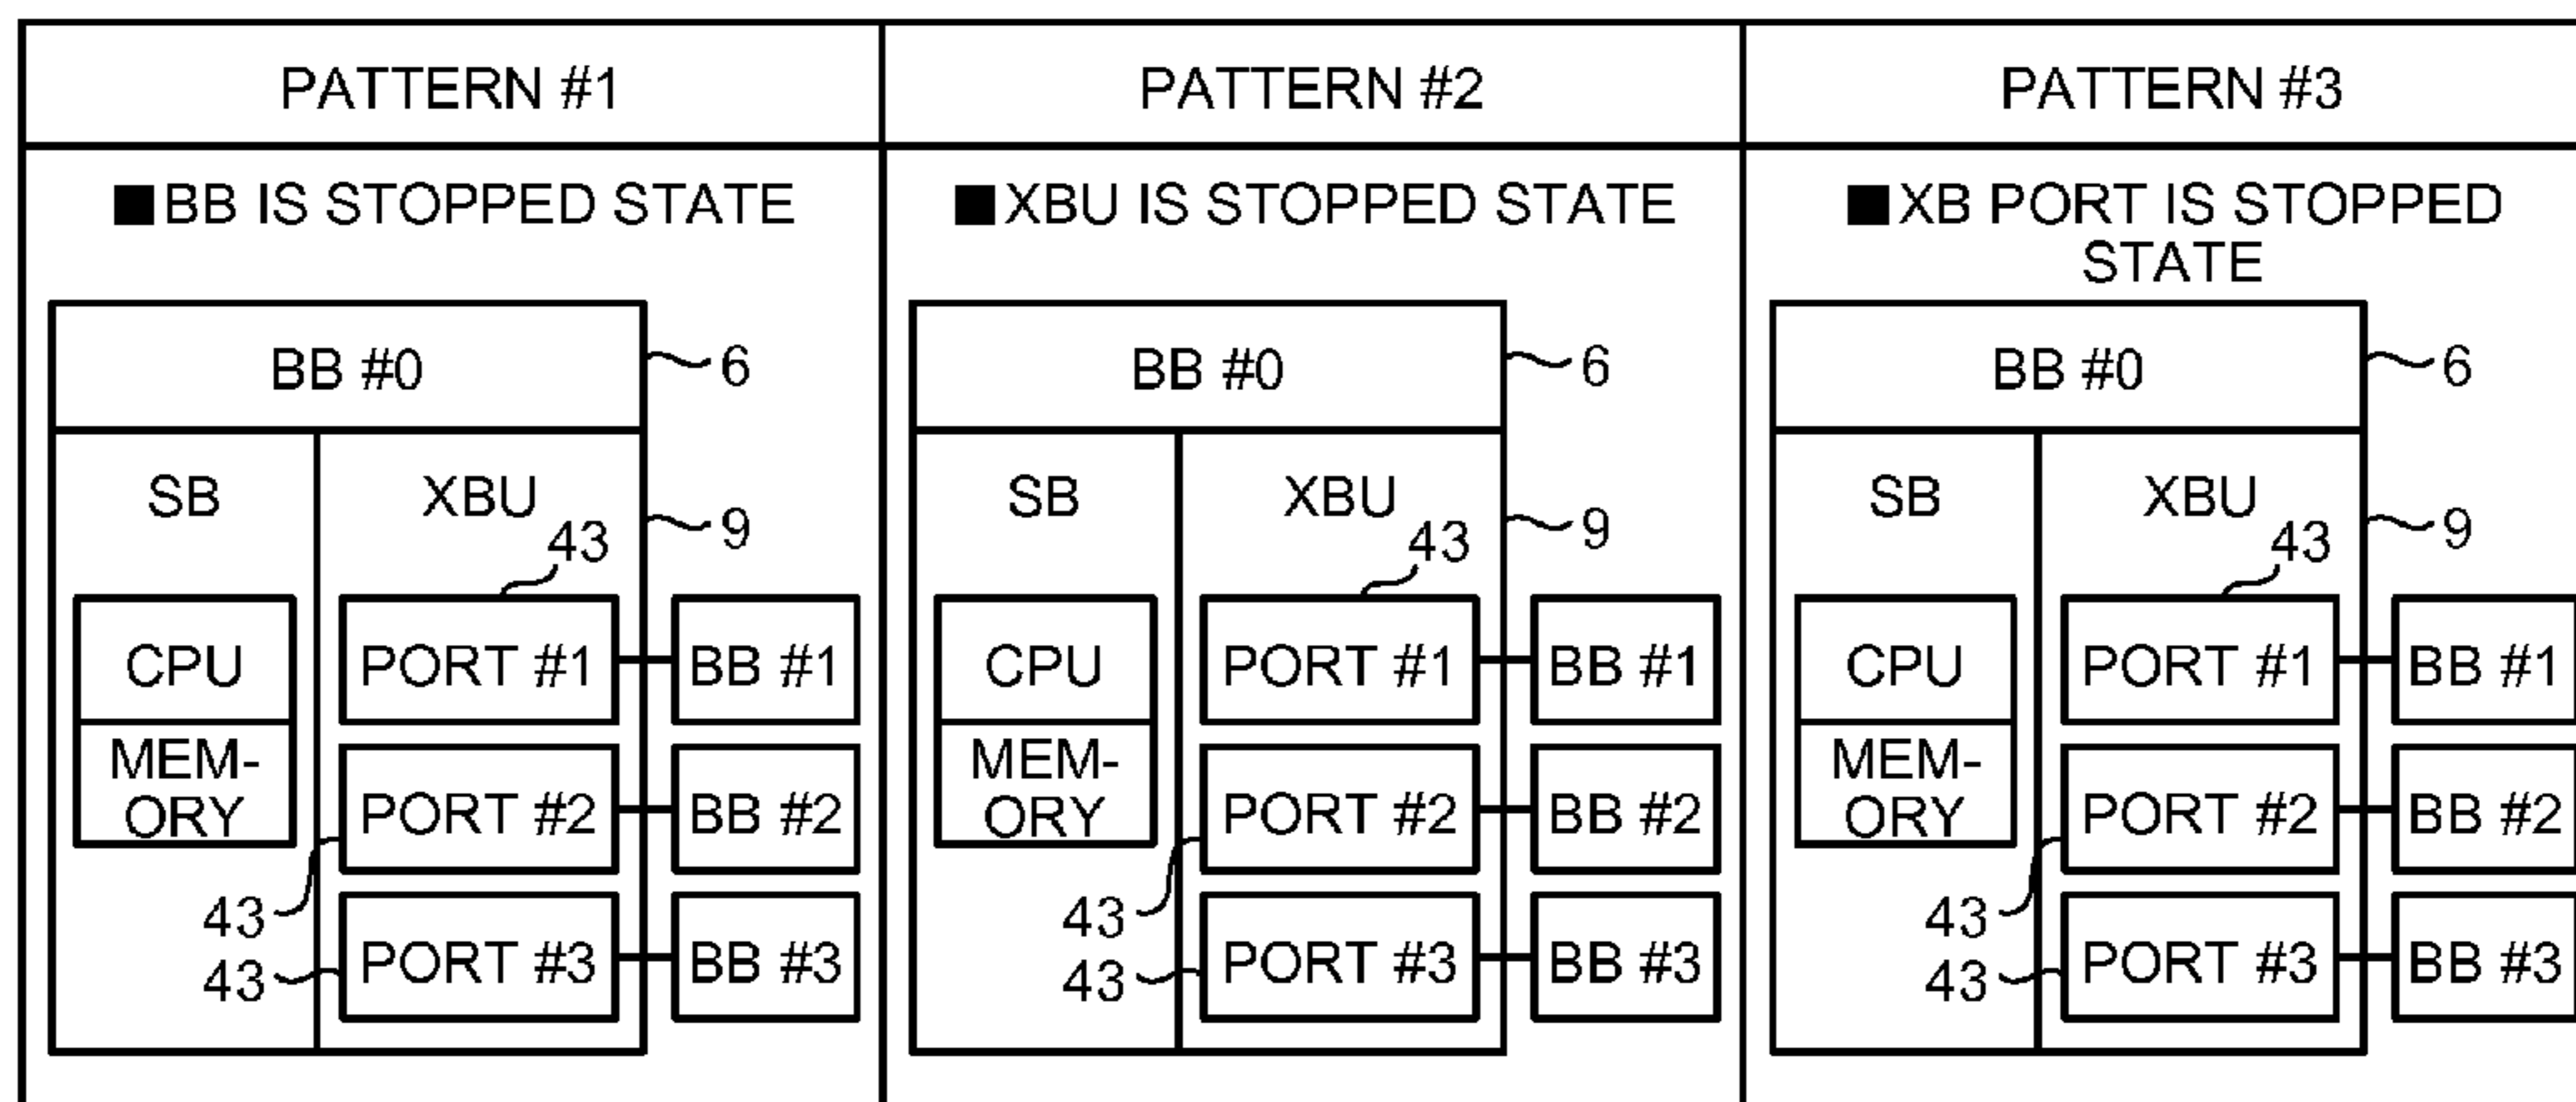 PATTERN #1
PATTERN #2
PATTERN #3
■BB IS STOPPED STATE
■XBU IS STOPPED STATE
■XB PORT IS STOPPED
STATE
BB #0
6
SB
XBU
9
43
CPU
MEM-
ORY
PORT #1
BB #1
PORT #2
BB #2
43
PORT #3
BB #3
43
BB #0
6
SB
XBU
9
43
CPU
MEM-
ORY
PORT #1
BB #1
PORT #2
BB #2
43
PORT #3
BB #3
43
BB #0
6
SB
XBU
9
43
CPU
MEM-
ORY
PORT #1
BB #1
PORT #2
BB #2
43
PORT #3
BB #3
43